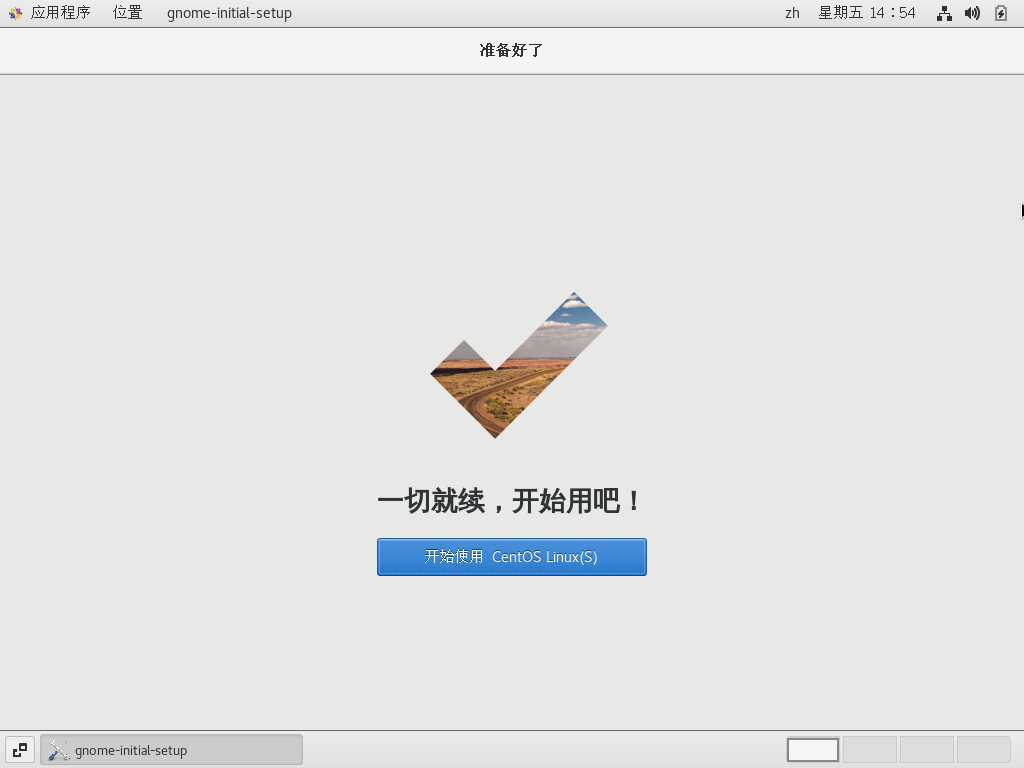 应用程序 位置 gnome-initial-setup zh 星期五 14：54
准备好了
一切就续，开始用吧！
开始使用 CentOS Linux(S)
gnome-initial-setup